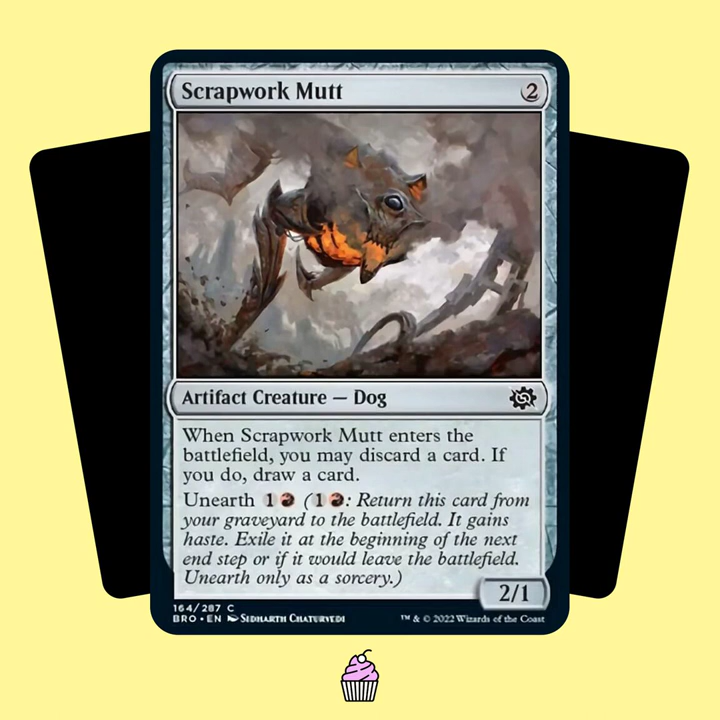 Scrapwork Mutt 2
Artifact Creature — Dog
When Scrapwork Mutt enters the
battlefield, you may discard a card. If
you do, draw a card.
Unearth 1 (1: Return this card from
your graveyard to the battlefield. It gains
haste. Exile it at the beginning of the next
end step or if it would leave the battlefield.
Unearth only as a sorcery.)
2/1
164/287 C
BRO • EN Sidharth Chaturvedi ™ & © 2022 Wizards of the Coast